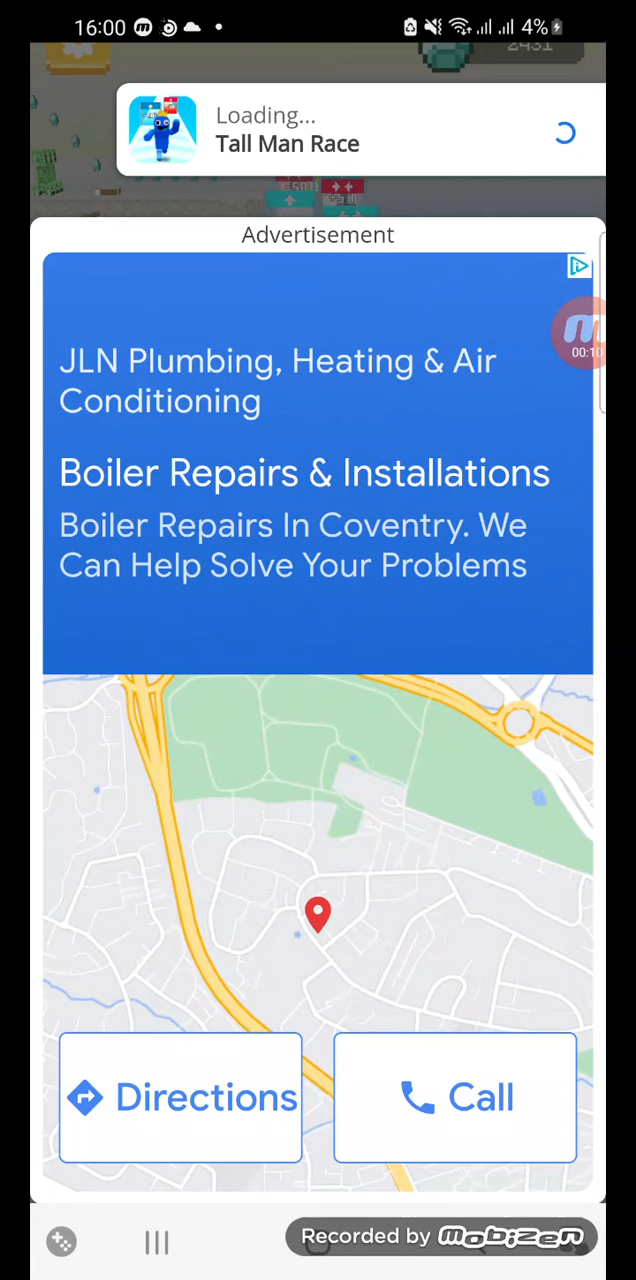 16:00
4%
2431
Loading...
Tall Man Race
Advertisement
00:10
JLN Plumbing, Heating & Air
Conditioning
Boiler Repairs & Installations
Boiler Repairs In Coventry. We
Can Help Solve Your Problems
Directions
Call
Recorded by mobizen